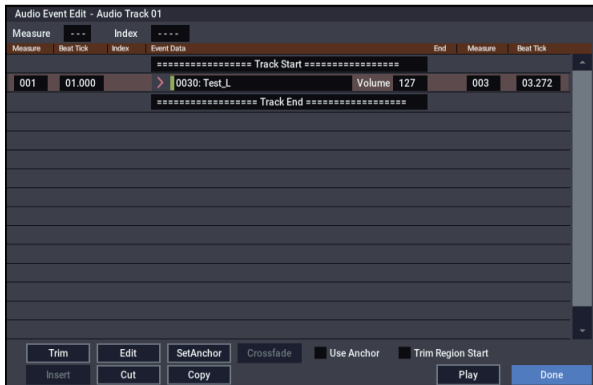 Audio Event Edit - Audio Track 01
Measure --- Index ----
Measure Beat Tick Index Event Data End Measure Beat Tick
================= Track Start =================
001 01.000 0030: Test_L Volume 127 003 03.272
================== Track End ==================
Trim Edit SetAnchor Crossfade Use Anchor Trim Region Start
Insert Cut Copy Play Done